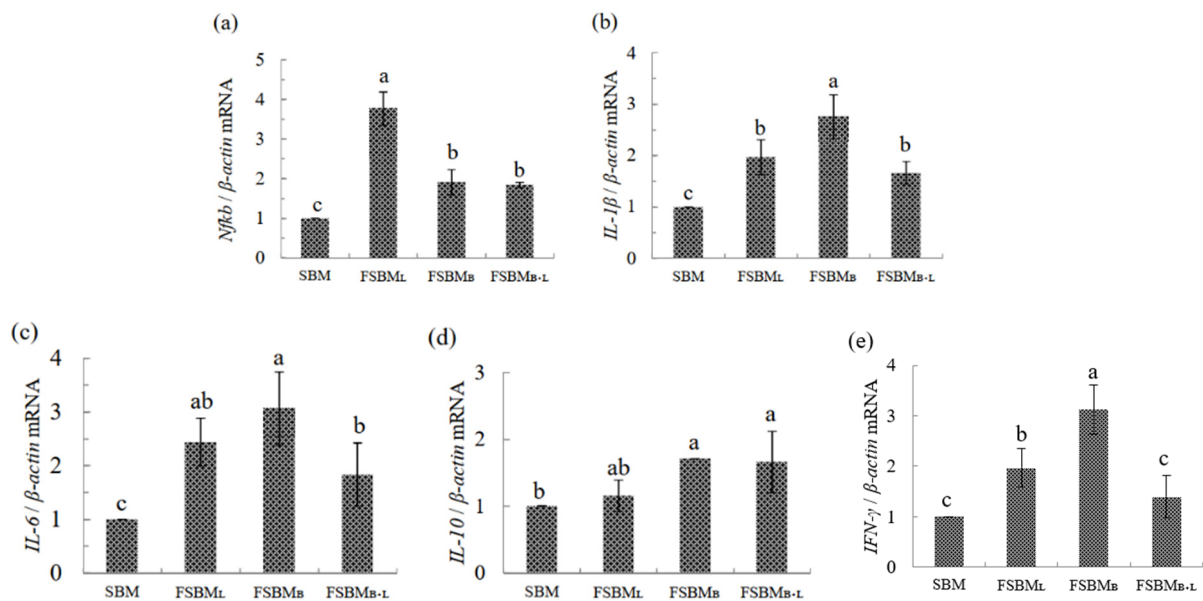 (a)
Nfkb / β-actin mRNA
5
4
3
2
1
0
c
a
b
b
SBM
FSBML
FSBMB
FSBMB+L
(b)
IL-1β / β-actin mRNA
4
3
2
1
0
c
b
a
b
SBM
FSBML
FSBMB
FSBMB+L
(c)
IL-6 / β-actin mRNA
4
3
2
1
0
c
ab
a
b
SBM
FSBML
FSBMB
FSBMB+L
(d)
IL-10 / β-actin mRNA
3
2
1
0
b
ab
a
a
SBM
FSBML
FSBMB
FSBMB+L
(e)
IFN-γ / β-actin mRNA
4
3
2
1
0
c
b
a
c
SBM
FSBML
FSBMB
FSBMB+L